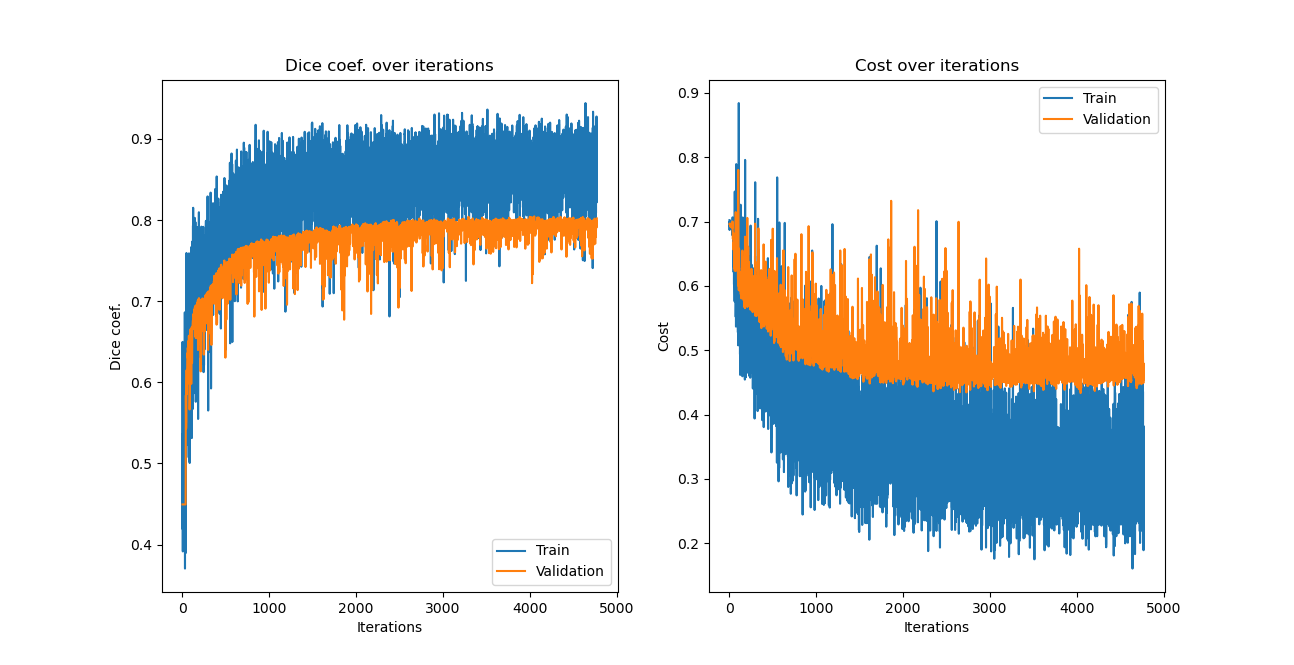 Dice coef. over iterations
Dice coef.
0.9
0.8
0.7
0.6
0.5
0.4
Train
Validation
0
1000
2000
3000
4000
5000
Iterations
Cost over iterations
Cost
0.9
0.8
0.7
0.6
0.5
0.4
0.3
0.2
Train
Validation
0
1000
2000
3000
4000
5000
Iterations